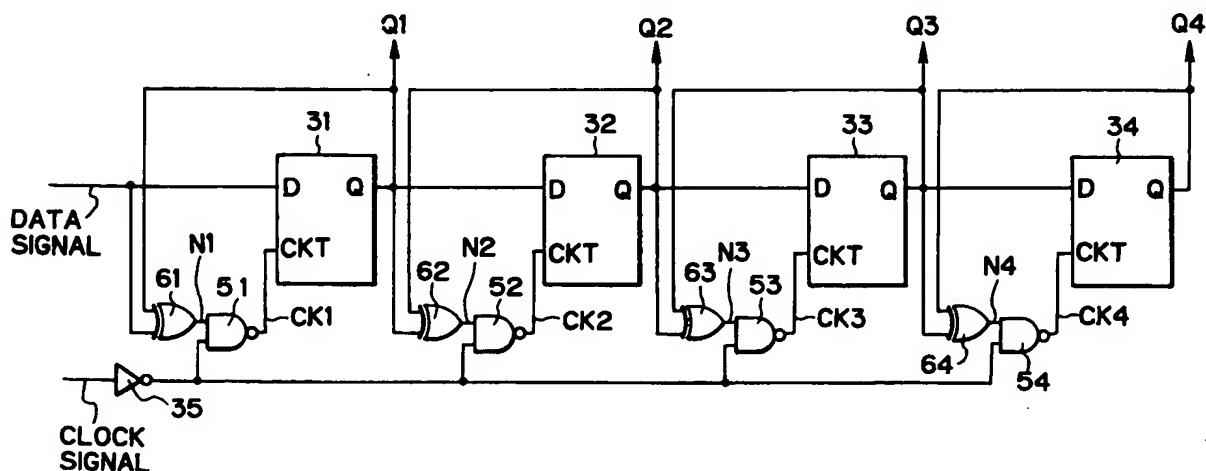 Q1 Q2 Q3 Q4
31 32 33 34
D Q D Q D Q D Q
DATA
SIGNAL
N1 CKT N2 CKT N3 CKT N4 CKT
61 51 62 52 63 53
CK1 CK2 CK3 CK4
64 54
35
CLOCK
SIGNAL